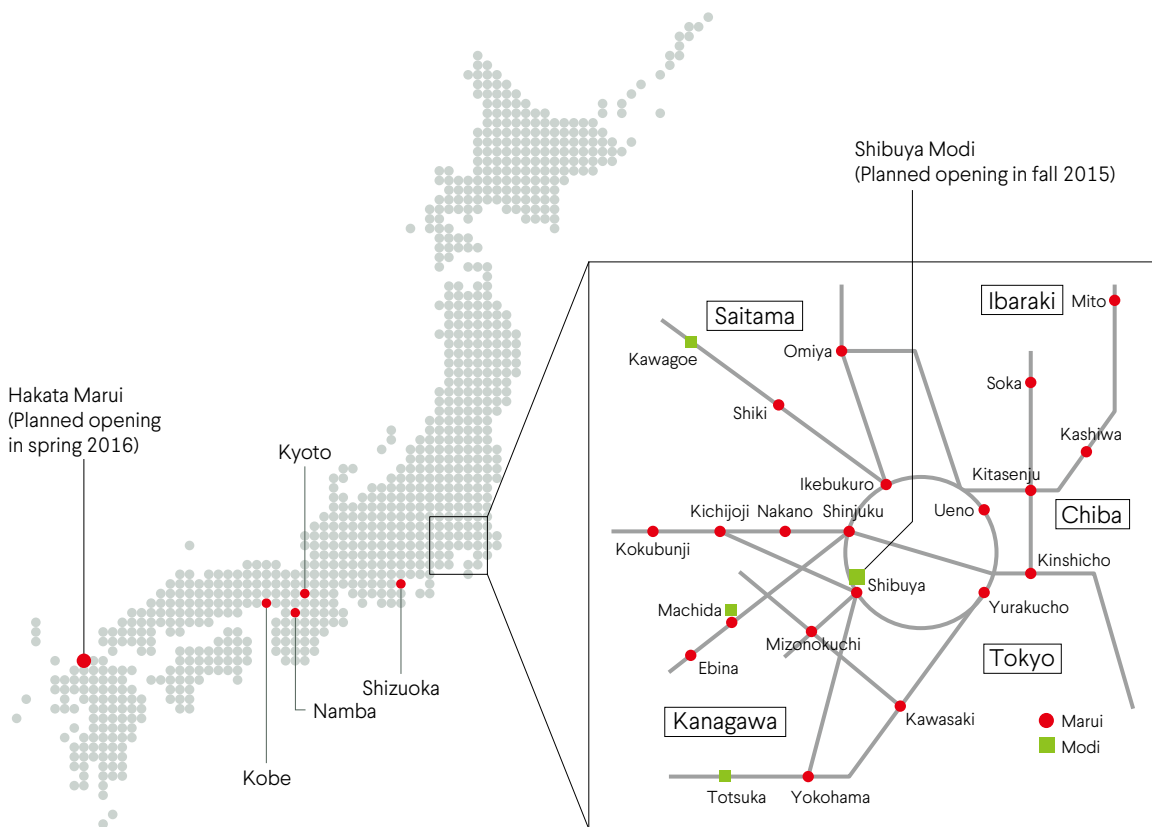 Shibuya Modi
(Planned opening in fall 2015)
Hakata Marui
(Planned opening
in spring 2016)
Kyoto
Shizuoka
Namba
Kobe
Saitama
Ibaraki
Mito
Kawagoe
Omiya
Soka
Shiki
Kashiwa
Ikebukuro
Kitasenju
Ueno
Chiba
Kichijoji
Nakano
Shinjuku
Kokubunji
Kinshicho
Shibuya
Yurakucho
Machida
Mizonokuchi
Ebina
Tokyo
Kanagawa
Kawasaki
Marui
Modi
Totsuka
Yokohama